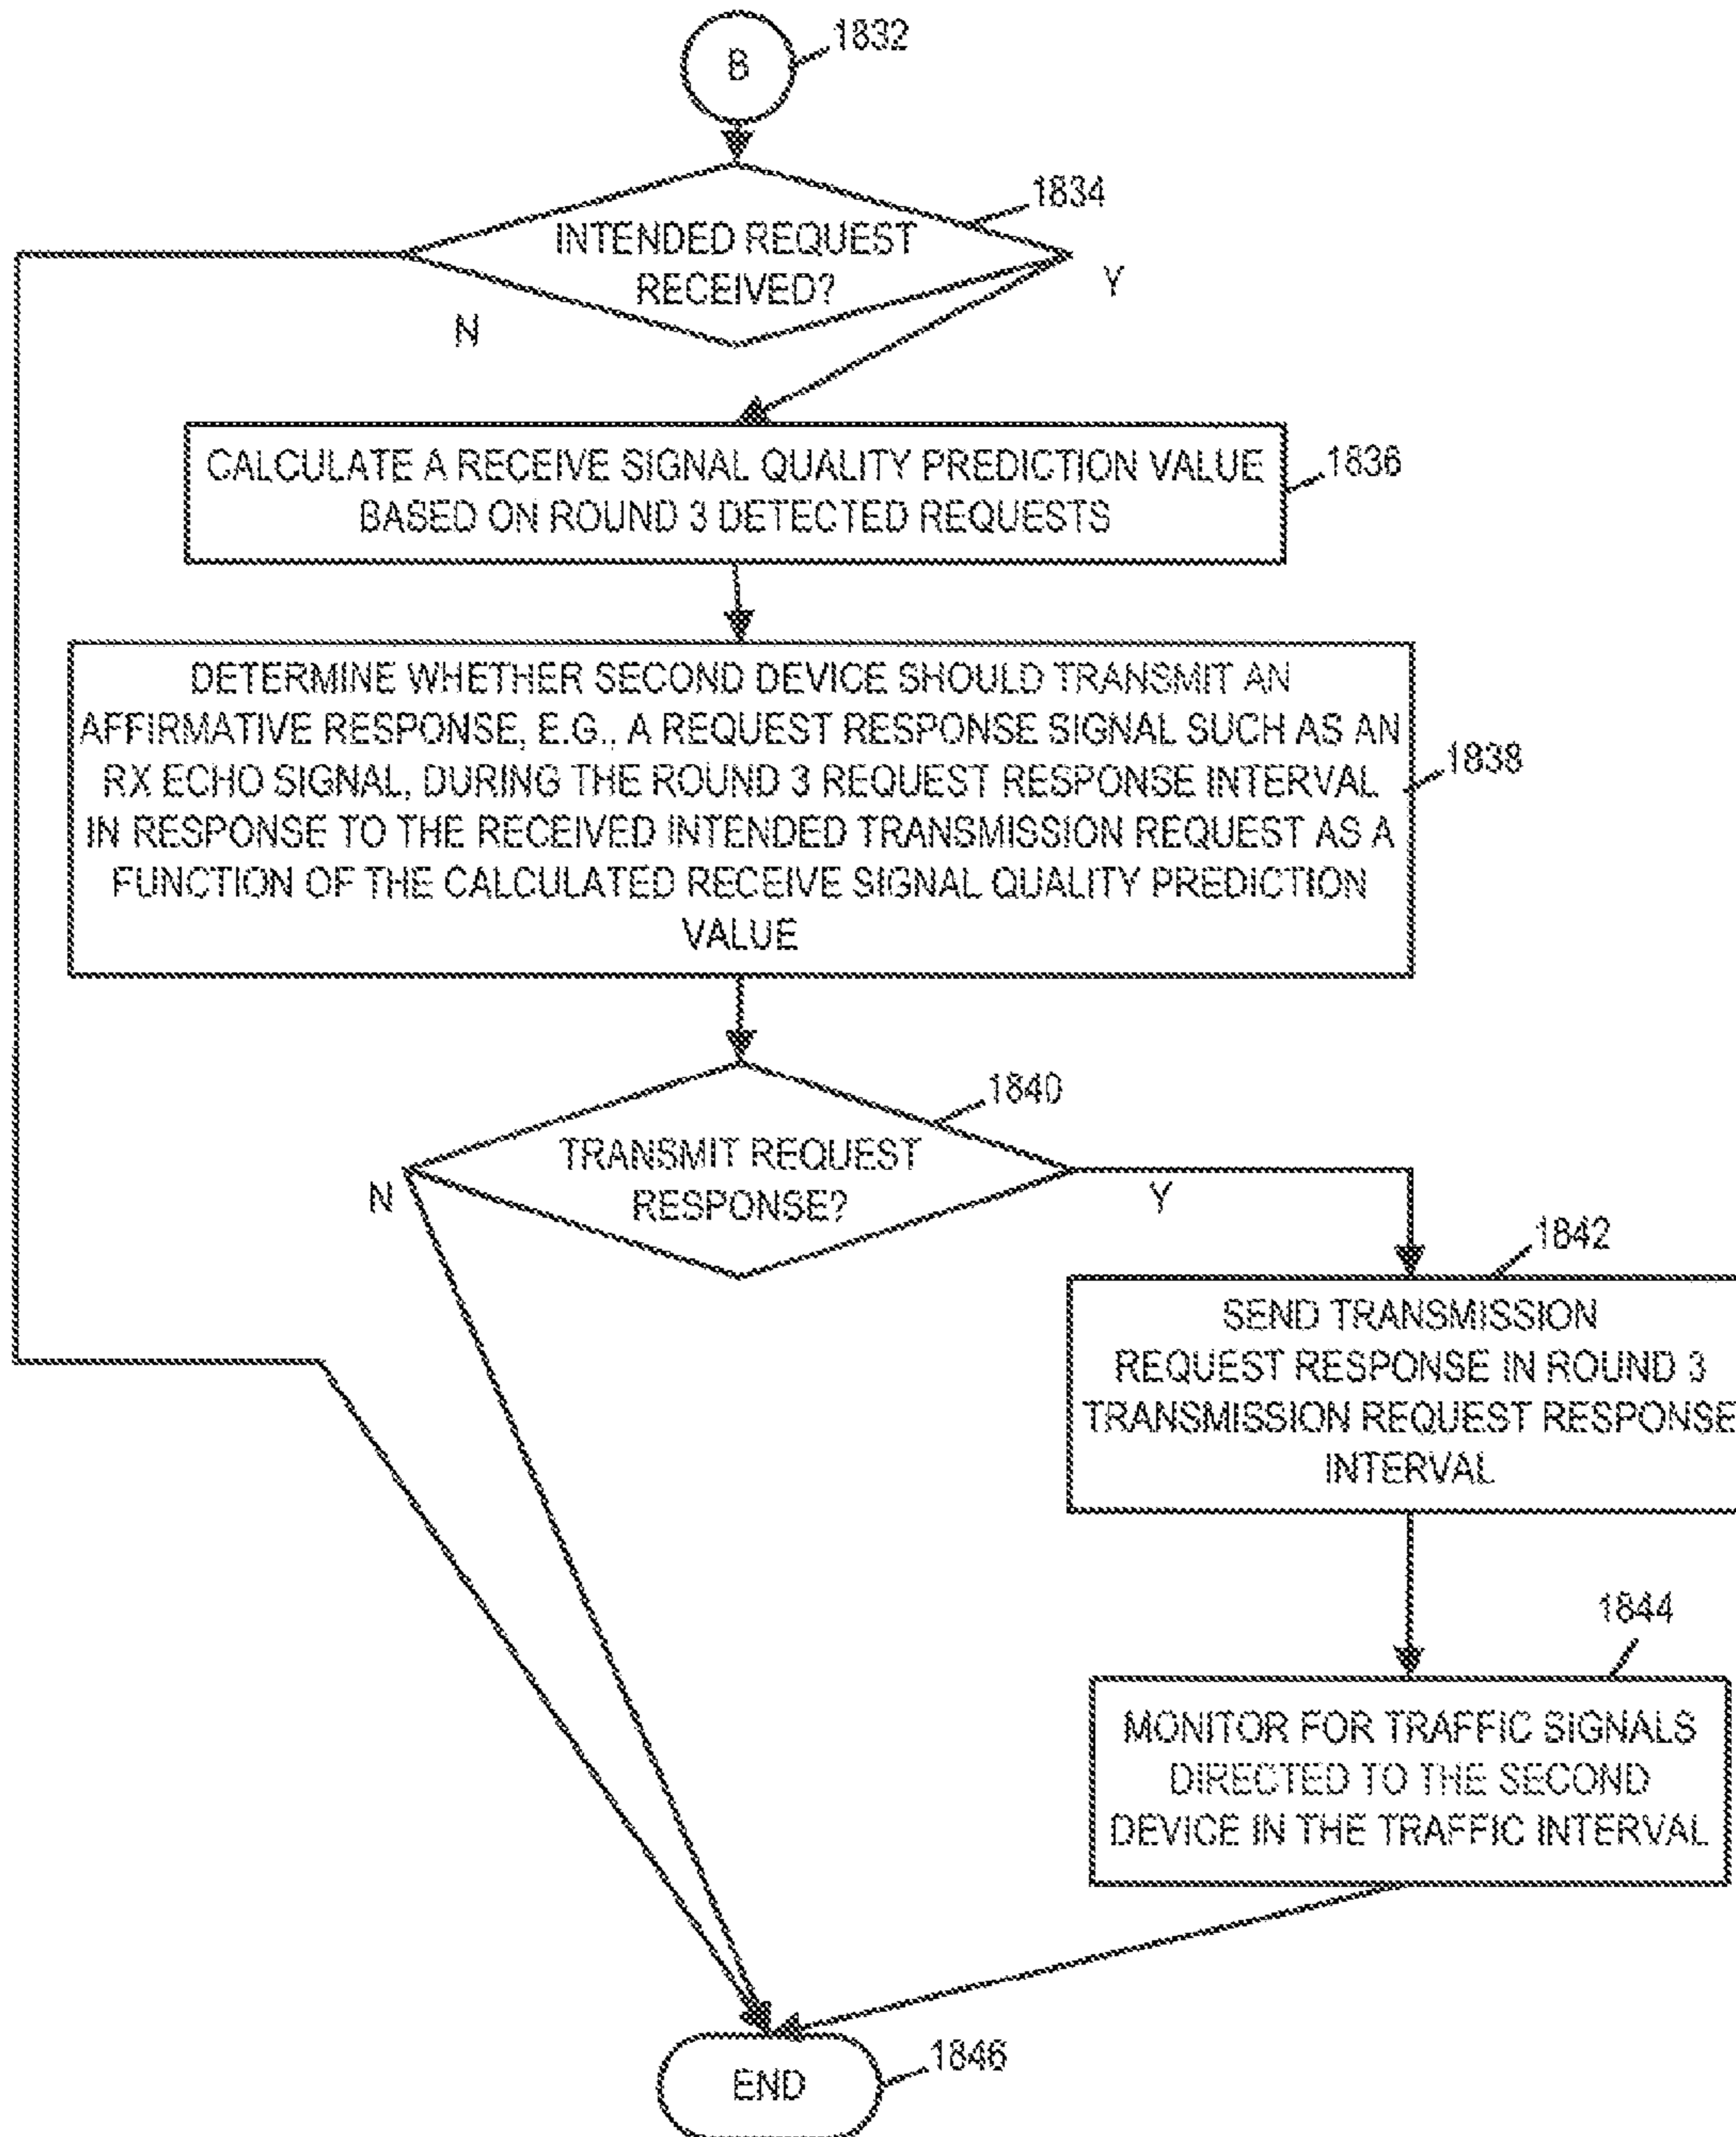 B
1832
1834
INTENDED REQUEST
RECEIVED?
Y
N
CALCULATE A RECEIVE SIGNAL QUALITY PREDICTION VALUE
BASED ON ROUND 3 DETECTED REQUESTS
1836
DETERMINE WHETHER SECOND DEVICE SHOULD TRANSMIT AN
AFFIRMATIVE RESPONSE, E.G., A REQUEST RESPONSE SIGNAL SUCH AS AN
RX ECHO SIGNAL, DURING THE ROUND 3 REQUEST RESPONSE INTERVAL
IN RESPONSE TO THE RECEIVED INTENDED TRANSMISSION REQUEST AS A
FUNCTION OF THE CALCULATED RECEIVE SIGNAL QUALITY PREDICTION
VALUE
1838
1840
TRANSMIT REQUEST
RESPONSE?
N
Y
1842
SEND TRANSMISSION
REQUEST RESPONSE IN ROUND 3
TRANSMISSION REQUEST RESPONSE
INTERVAL
1844
MONITOR FOR TRAFFIC SIGNALS
DIRECTED TO THE SECOND
DEVICE IN THE TRAFFIC INTERVAL
END
1846